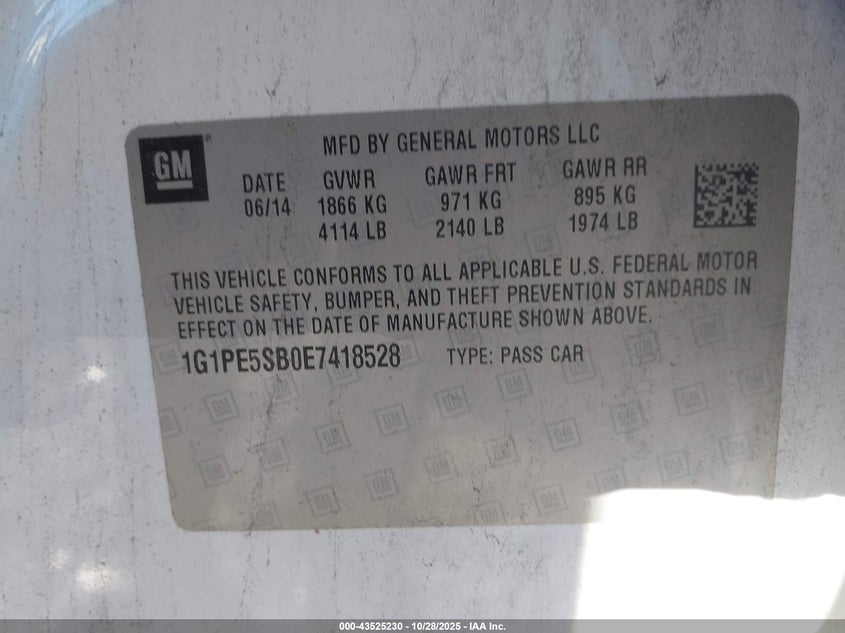 GM
MFD BY GENERAL MOTORS LLC
DATE GVWR GAWR FRT GAWR RR
06/14 1866 KG 971 KG 895 KG
4114 LB 2140 LB 1974 LB
THIS VEHICLE CONFORMS TO ALL APPLICABLE U.S. FEDERAL MOTOR
VEHICLE SAFETY, BUMPER, AND THEFT PREVENTION STANDARDS IN
EFFECT ON THE DATE OF MANUFACTURE SHOWN ABOVE.
1G1PE5SB0E7418528 TYPE: PASS CAR
000-43525230 - 10/28/2025 - IAA Inc.